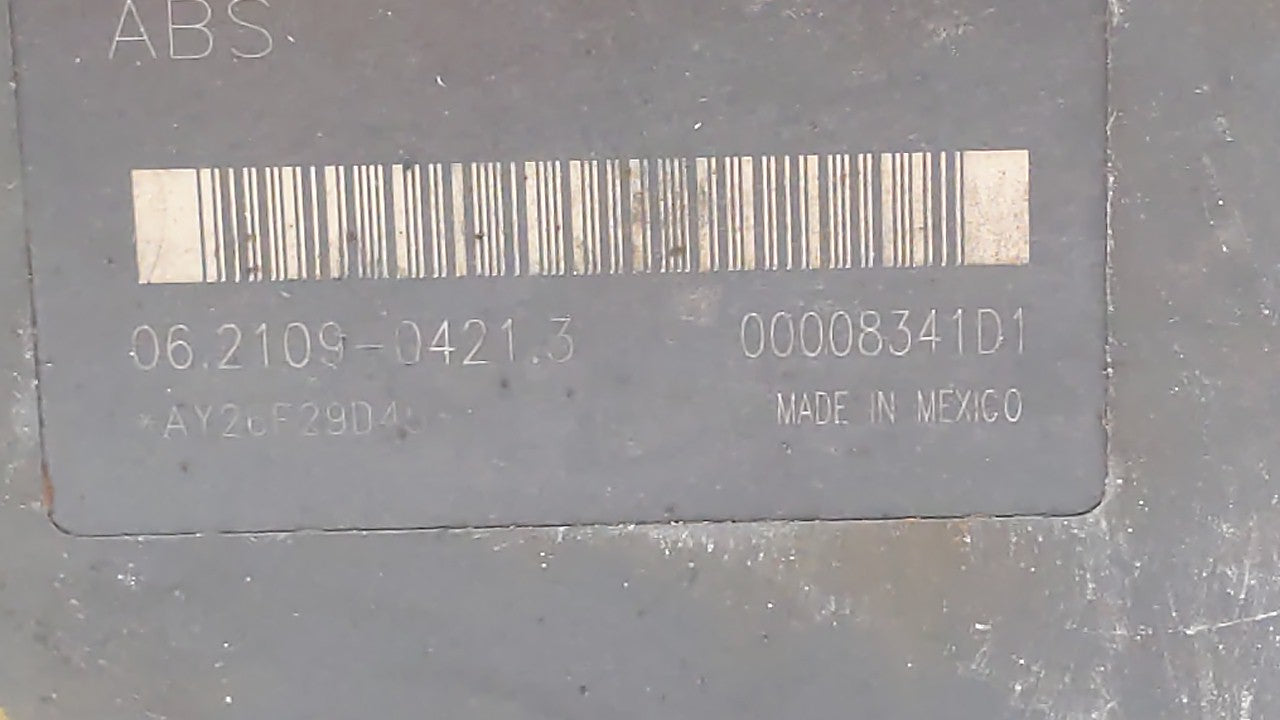 ABS
06.2109-0421.3 00008341D1
MADE IN MEXICO